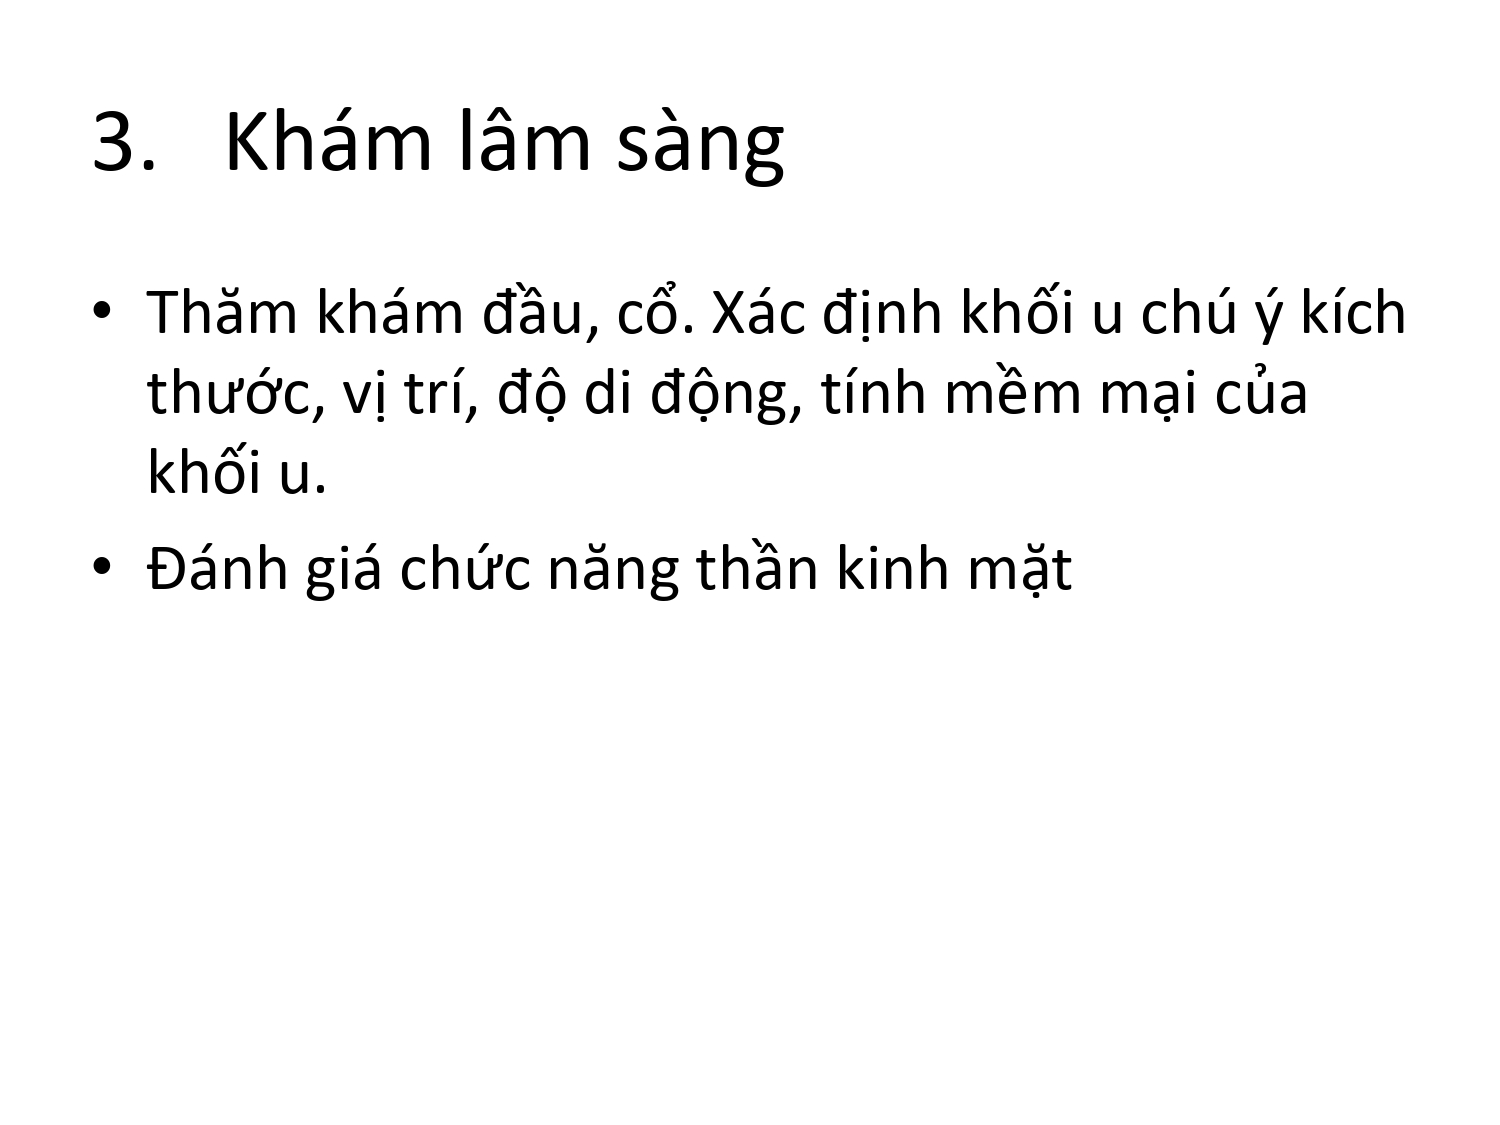 3. Khám lâm sàng
• Thăm khám đầu, cổ. Xác định khối u chú ý kích
thước, vị trí, độ di động, tính mềm mại của
khối u.
• Đánh giá chức năng thần kinh mặt